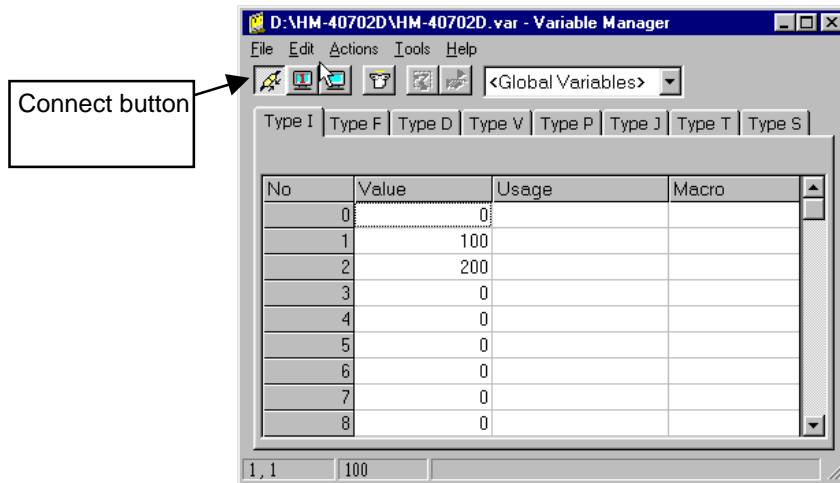 D:\HM-40702D\HM-40702D.var - Variable Manager
File Edit Actions Tools Help
Connect button
<Global Variables>
Type I Type F Type D Type V Type P Type J Type T Type S
No Value Usage Macro
0 0
1 100
2 200
3 0
4 0
5 0
6 0
7 0
8 0
1, 1 100